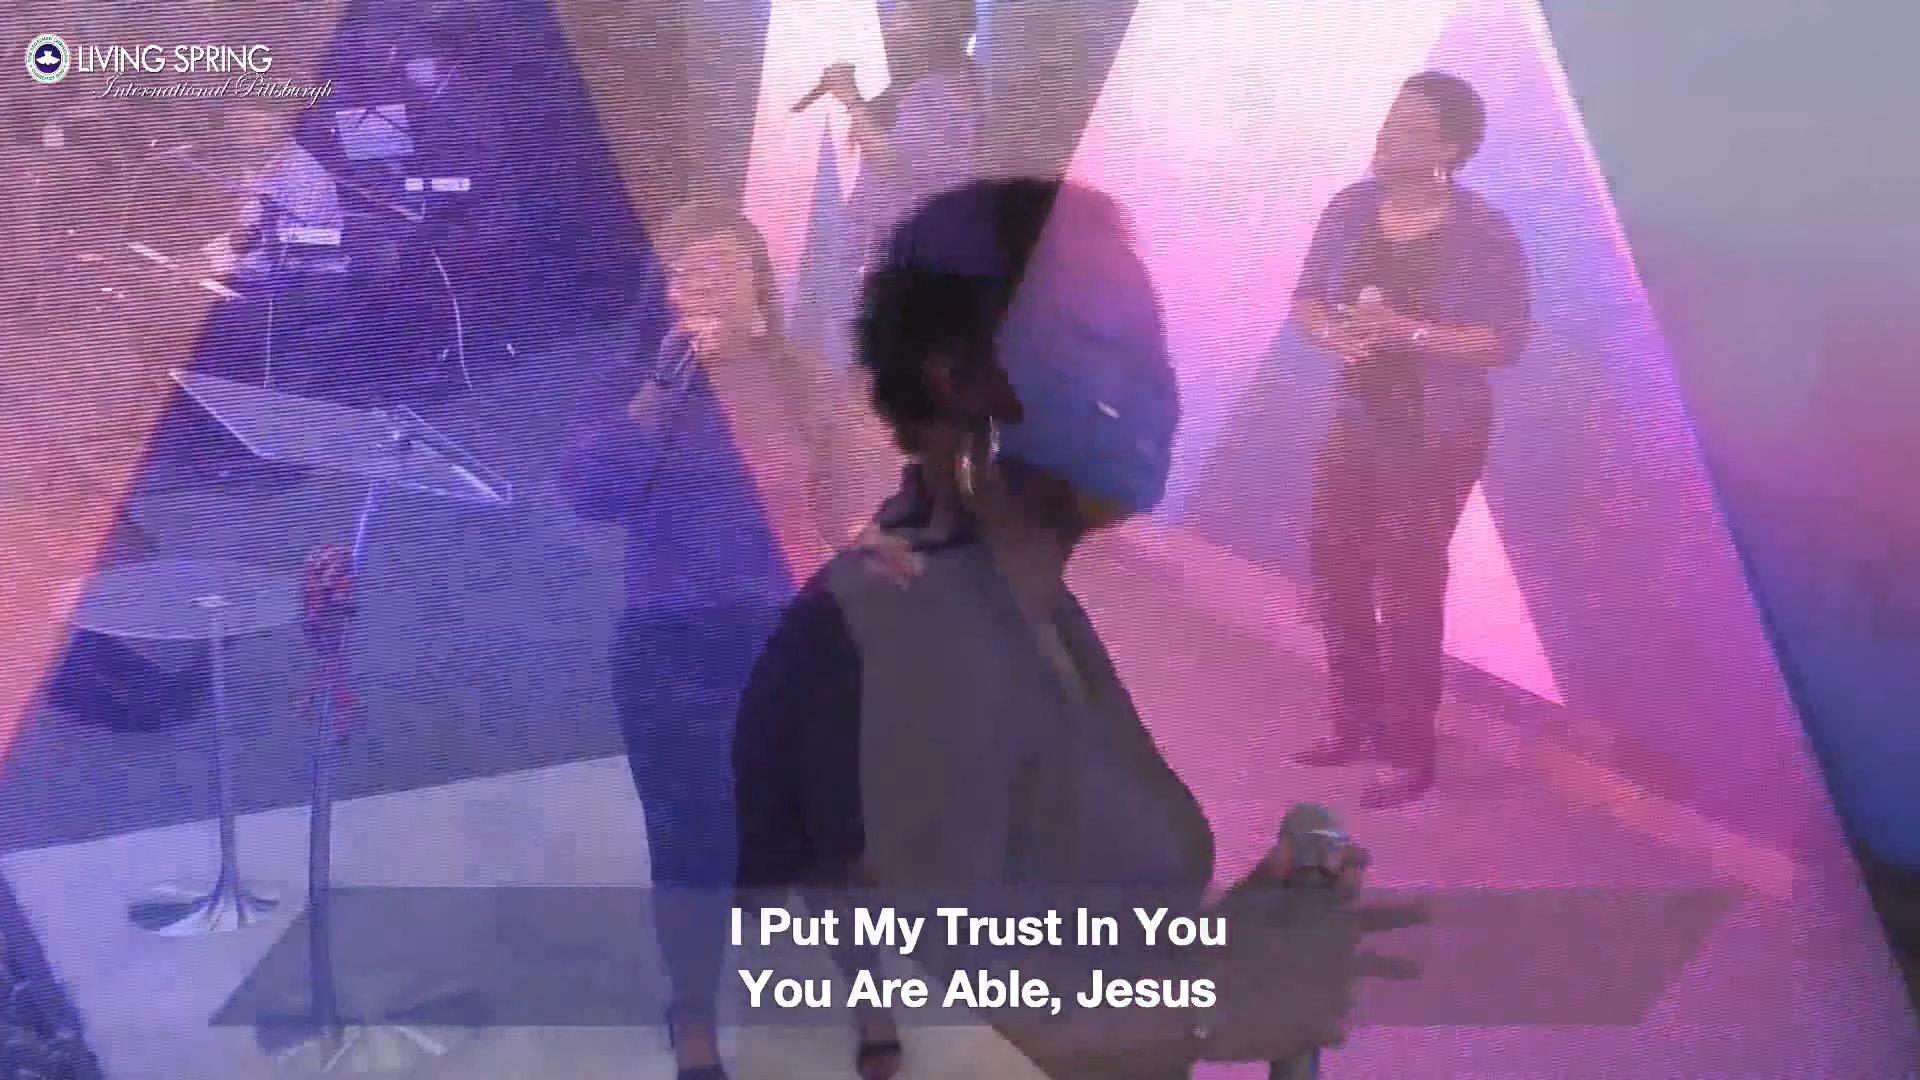 LIVING SPRING
International Pittsburgh
I Put My Trust In You
You Are Able, Jesus